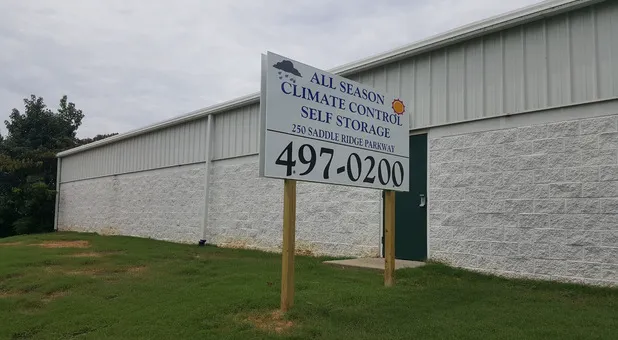 ALL SEASON
CLIMATE CONTROL
SELF STORAGE
250 SADDLE RIDGE PARKWAY
497-0200